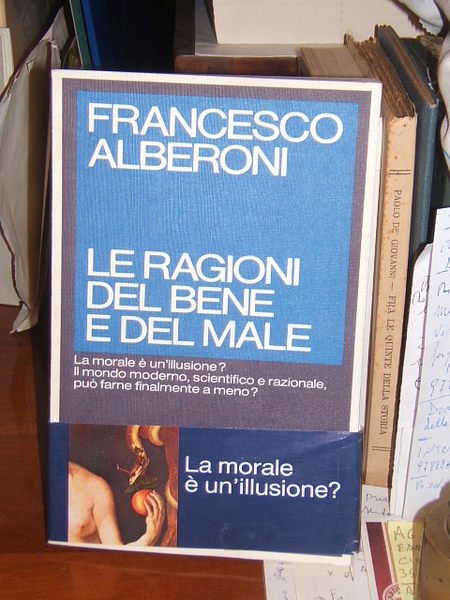 FRANCESCO
ALBERONI
LE RAGIONI
DEL BENE
E DEL MALE
La morale è un'illusione?
Il mondo moderno, scientifico e razionale,
può farne finalmente a meno?
La morale
è un'illusione?
PAOLO DE GIOVANNI — FRA LE QUINTE DELLA STORIA